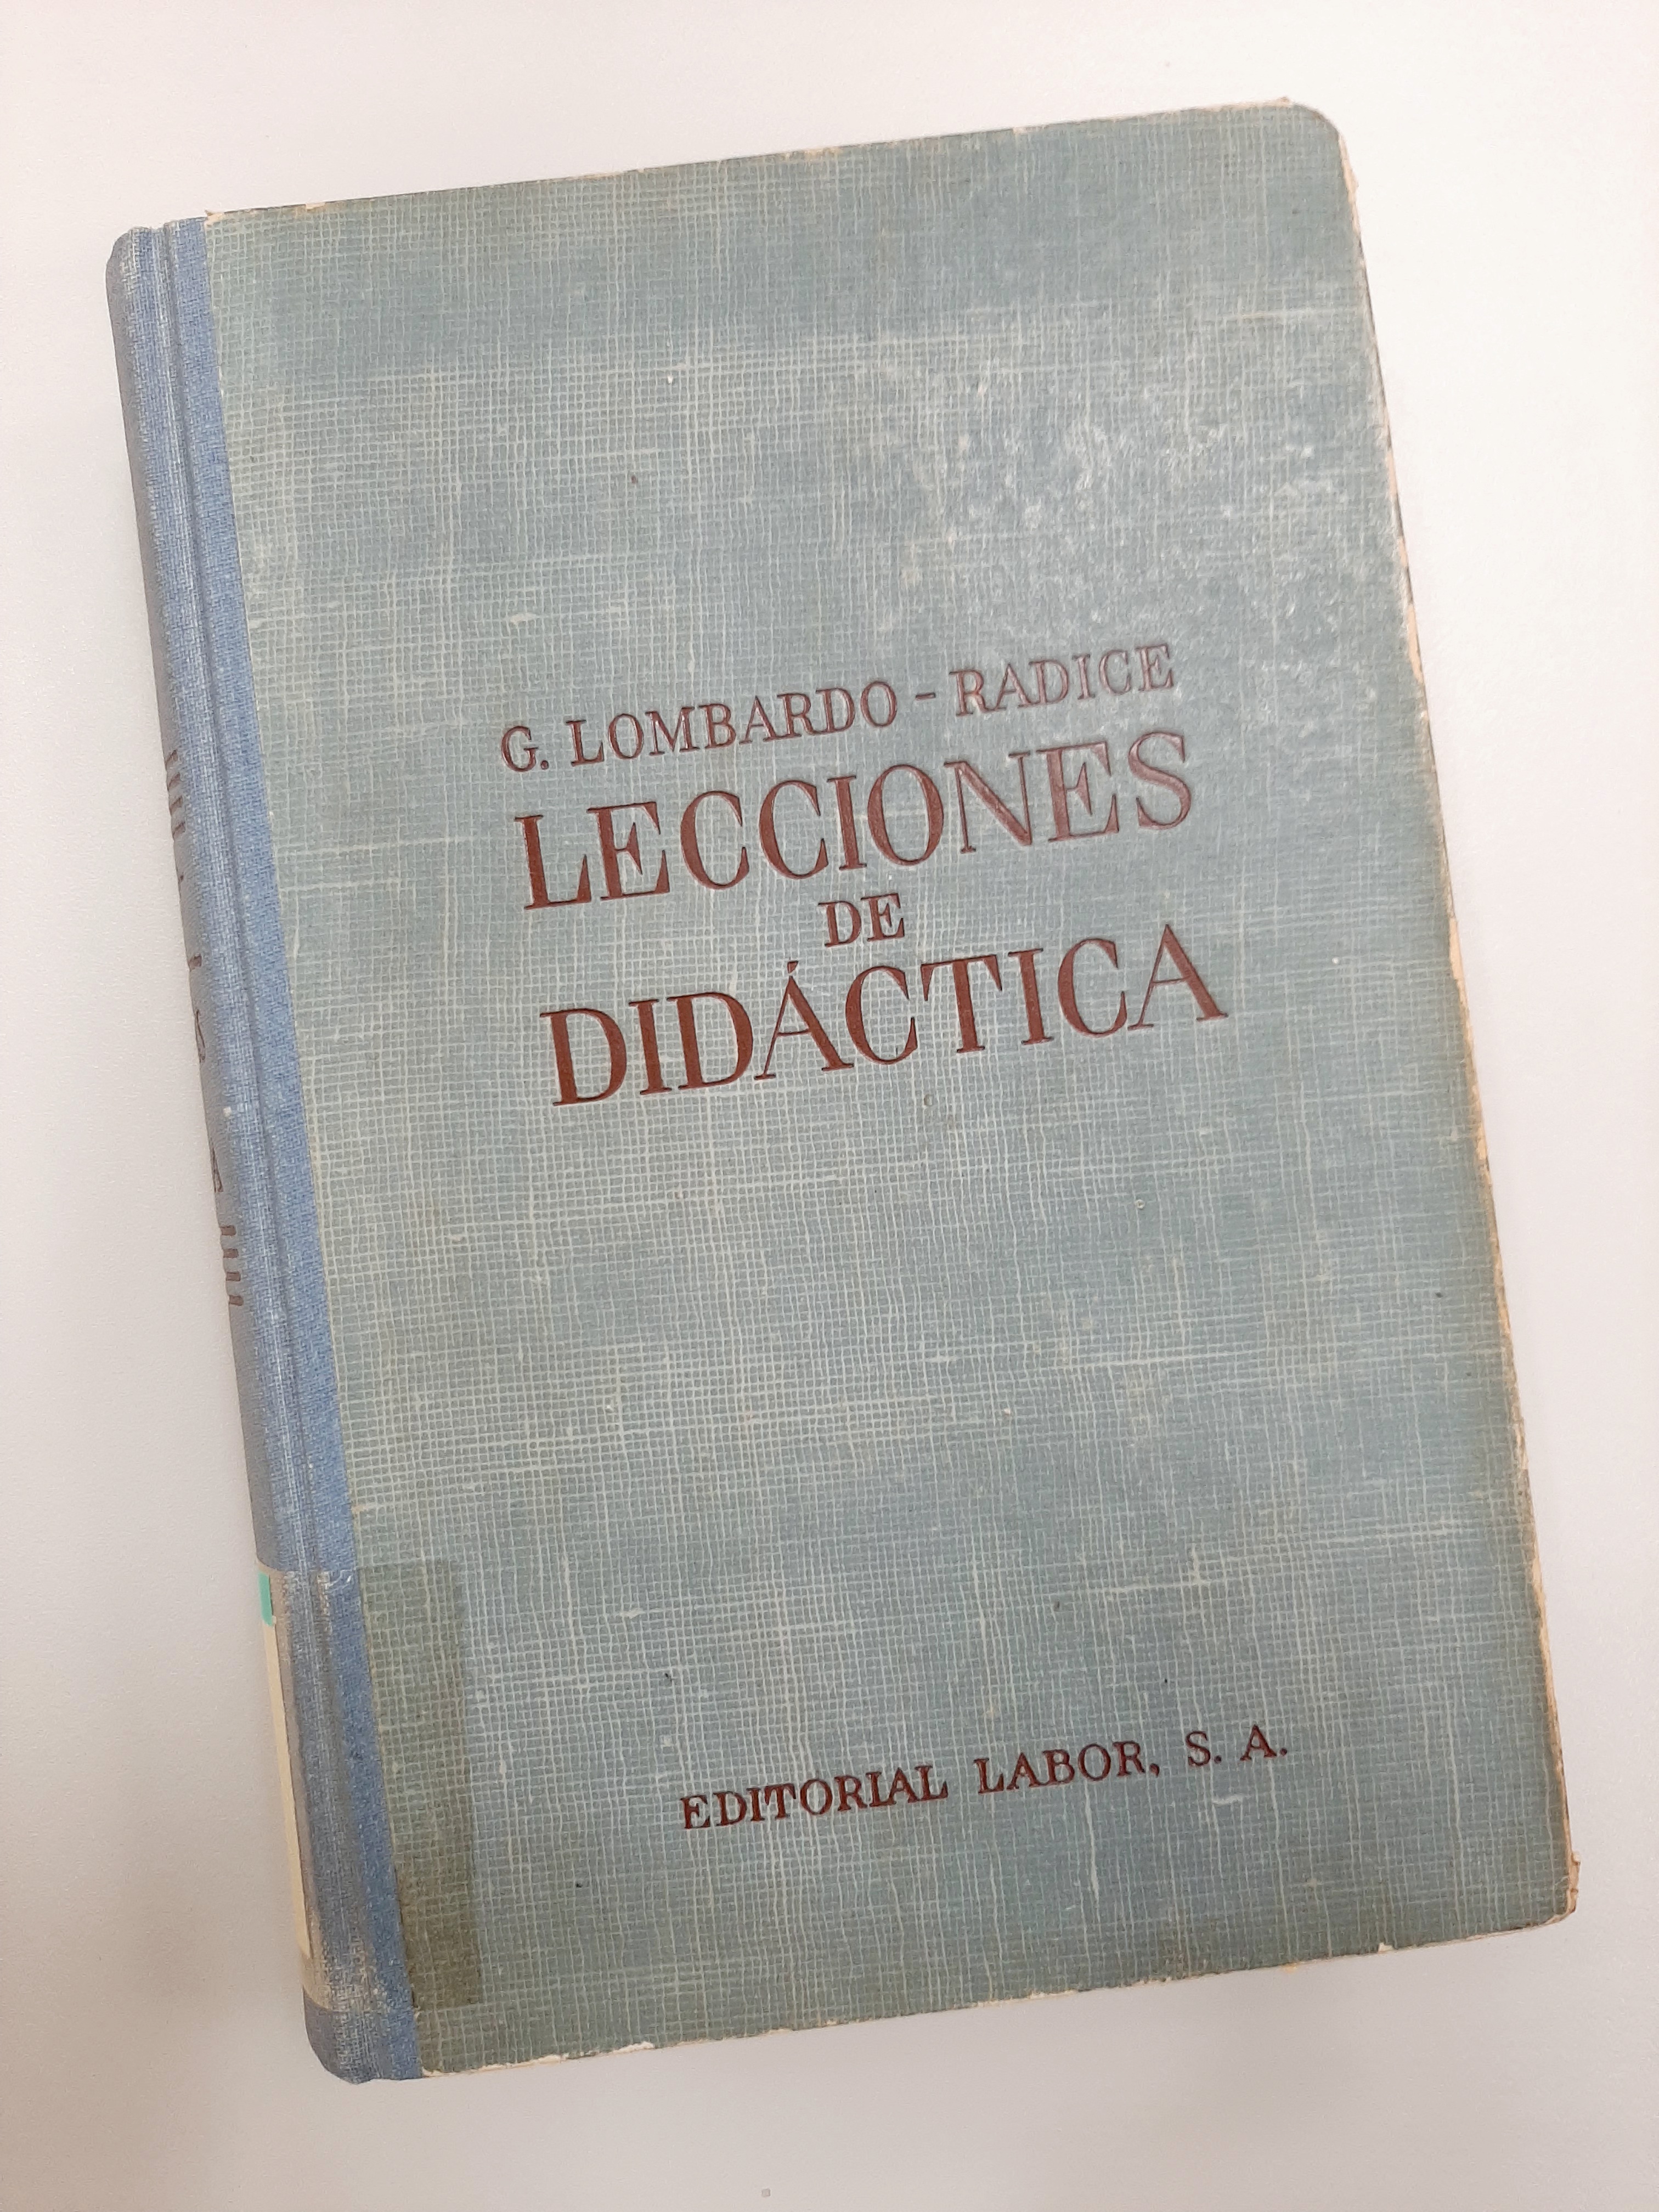 G. LOMBARDO - RADICE
LECCIONES
DE
DIDÁCTICA
EDITORIAL LABOR, S. A.